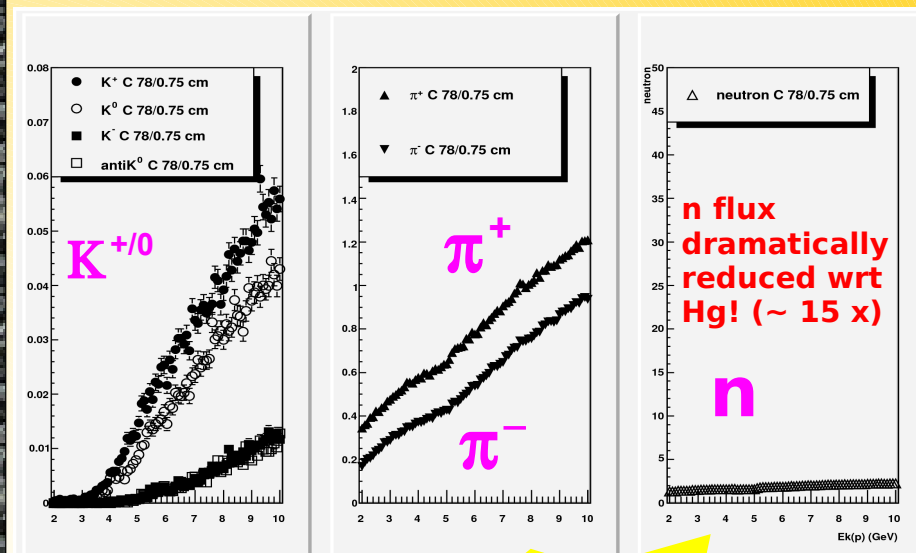 0.08
0.07
0.06
0.05
0.04
0.03
0.02
0.01
0
K⁺ C 78/0.75 cm
K⁰ C 78/0.75 cm
K⁻ C 78/0.75 cm
antiK⁰ C 78/0.75 cm
K⁺/⁰
2 3 4 5 6 7 8 9 10
2
1.8
1.6
1.4
1.2
1
0.8
0.6
0.4
0.2
0
π⁺ C 78/0.75 cm
π⁻ C 78/0.75 cm
π⁺
π⁻
2 3 4 5 6 7 8 9 10
neutron
50
45
40
35
30
25
20
15
10
5
0
neutron C 78/0.75 cm
n flux
dramatically
reduced wrt
Hg! (~ 15 x)
n
2 3 4 5 6 7 8 9 10
Ek(p) (GeV)